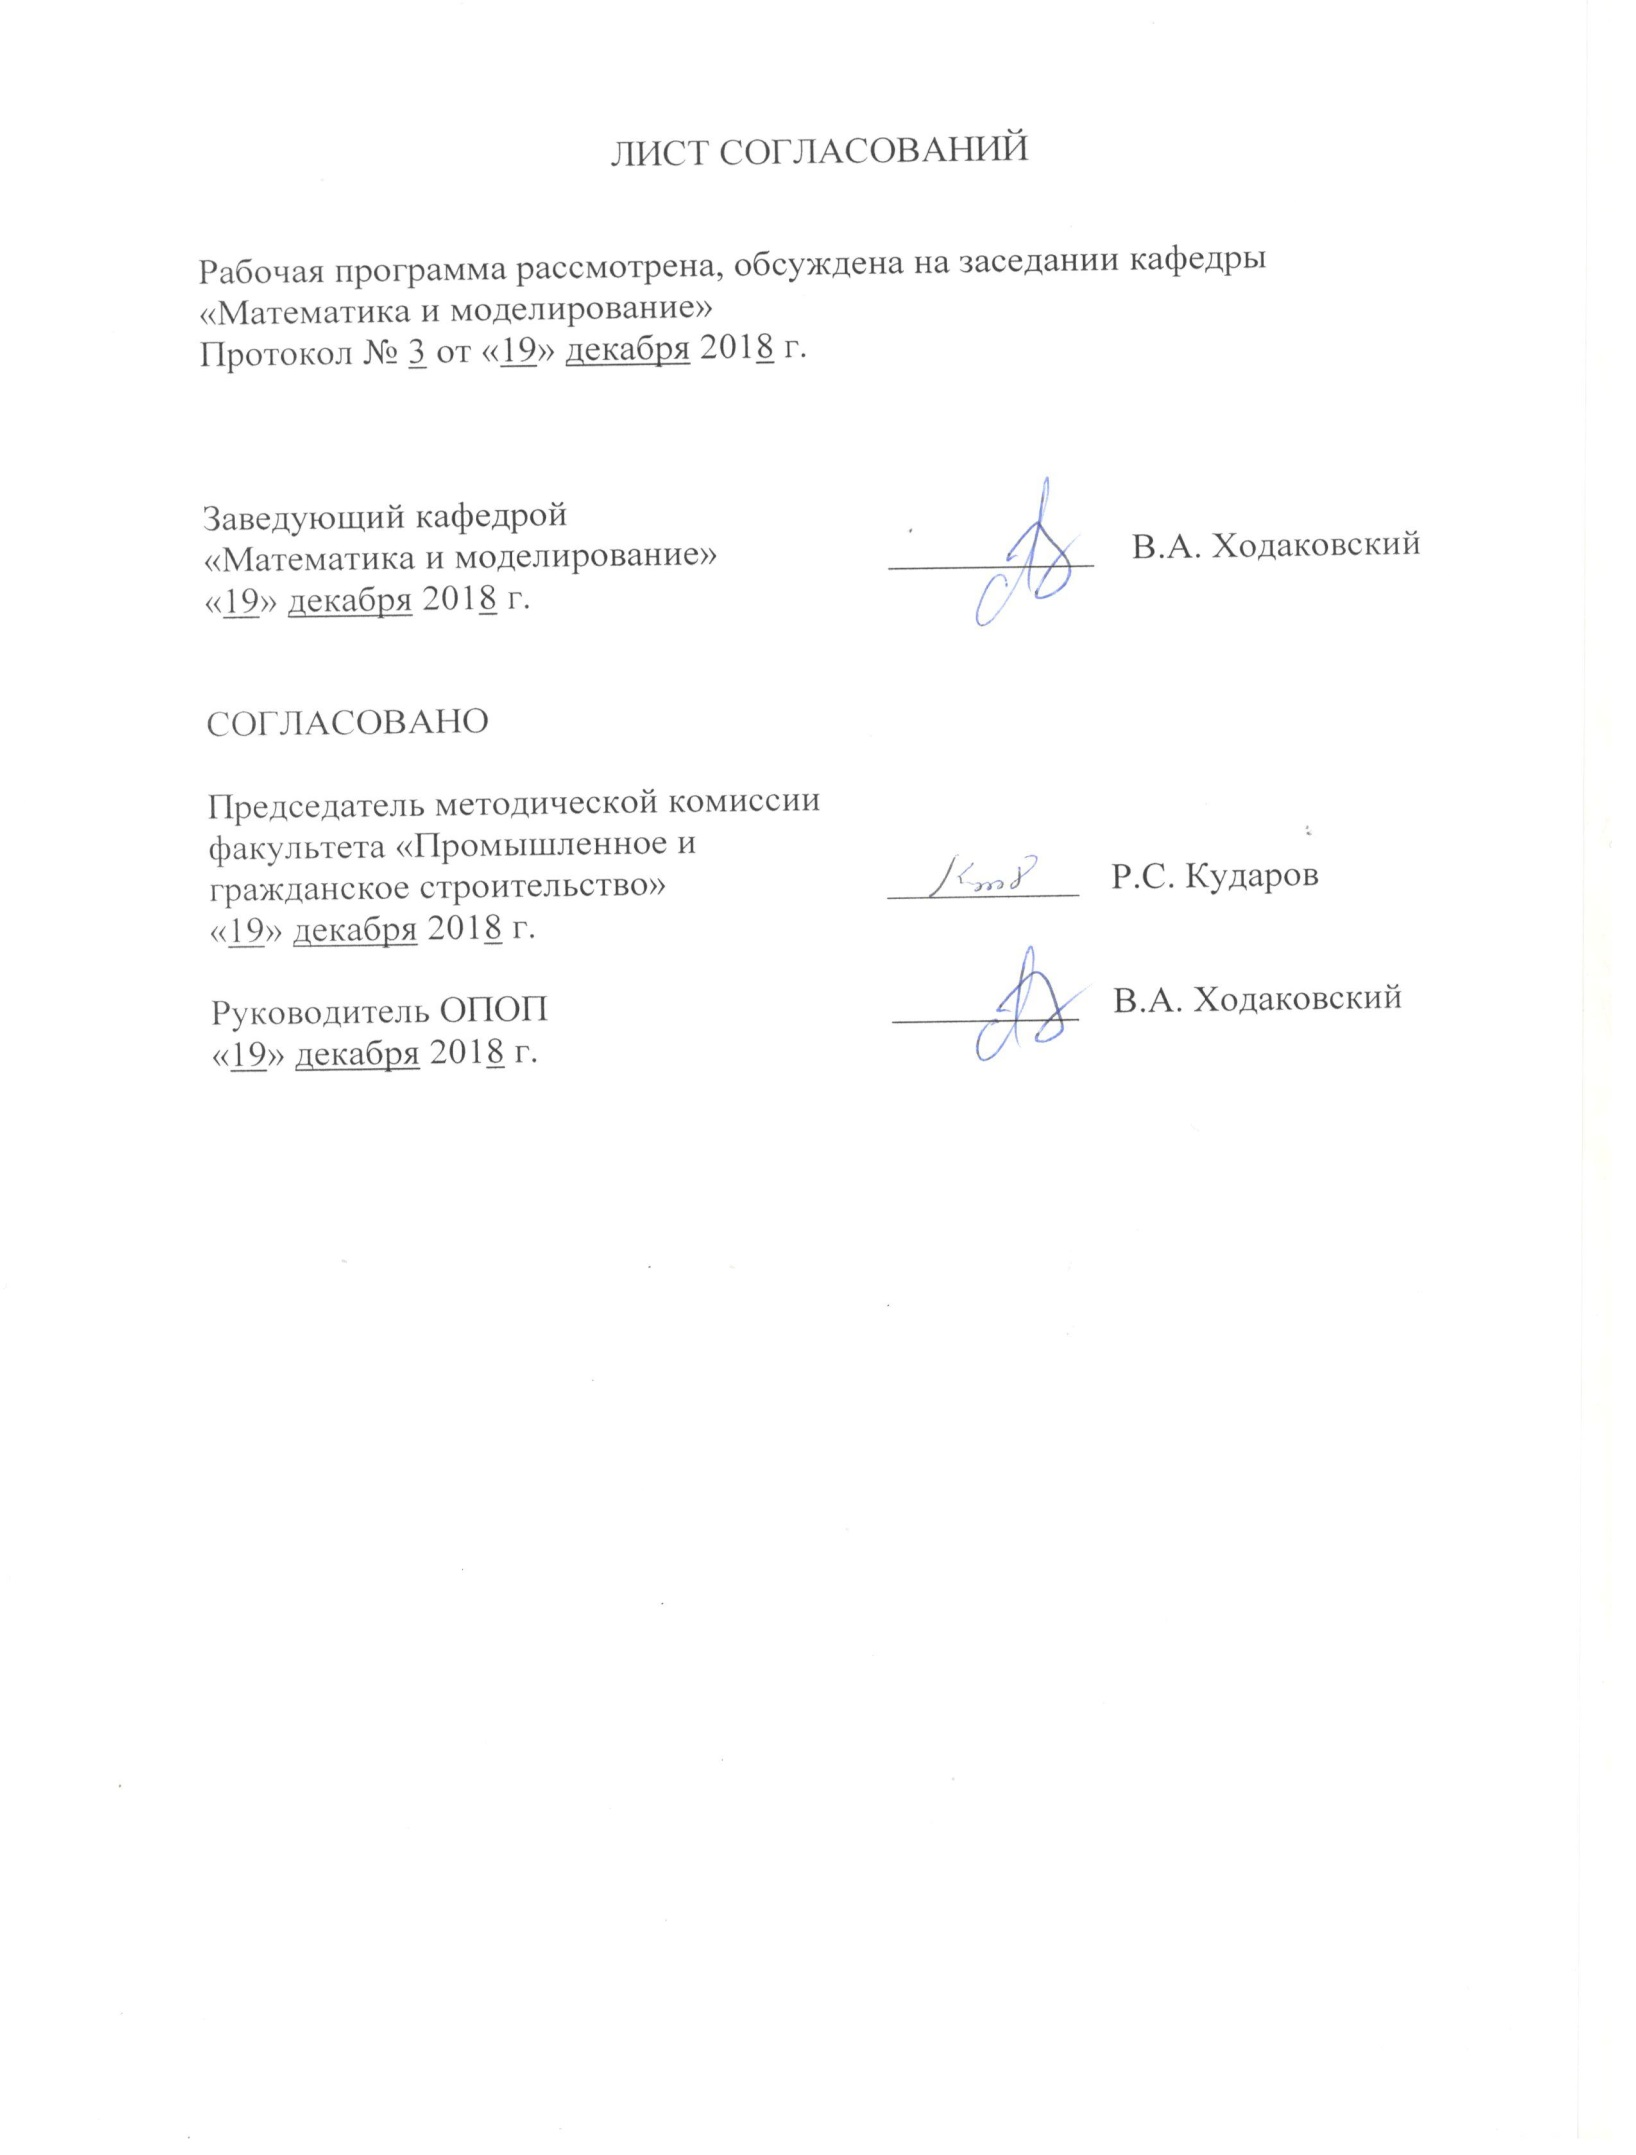 ЛИСТ СОГЛАСОВАНИЙ
Рабочая программа рассмотрена, обсуждена на заседании кафедры
«Математика и моделирование»
Протокол № 3 от «19» декабря 2018 г.
Заведующий кафедрой
«Математика и моделирование» В.А. Ходаковский
«19» декабря 2018 г.
СОГЛАСОВАНО
Председатель методической комиссии
факультета «Промышленное и
гражданское строительство» Р.С. Кударов
«19» декабря 2018 г.
Руководитель ОПОП В.А. Ходаковский
«19» декабря 2018 г.